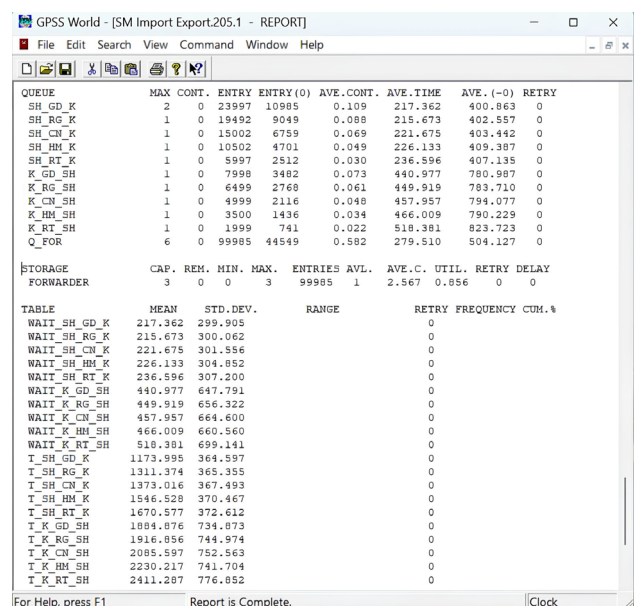 GPSS World - [SM Import Export.205.1 - REPORT]
File Edit Search View Command Window Help
QUEUE MAX CONT. ENTRY ENTRY(0) AVE.CONT. AVE.TIME AVE.(-0) RETRY
SH_GD_K 2 0 23997 10985 0.109 217.362 400.863 0
SH_RG_K 1 0 19492 9049 0.088 215.673 402.557 0
SH_CN_K 1 0 15002 6759 0.069 221.675 403.442 0
SH_HM_K 1 0 10502 4701 0.049 226.133 409.387 0
SH_RT_K 1 0 5997 2512 0.030 236.596 407.135 0
K_GD_SH 1 0 7998 3482 0.073 440.977 780.987 0
K_RG_SH 1 0 6499 2768 0.061 449.919 783.710 0
K_CN_SH 1 0 4999 2116 0.048 457.957 794.077 0
K_HM_SH 1 0 3500 1436 0.034 466.009 790.229 0
K_RT_SH 1 0 1999 741 0.022 518.381 823.723 0
Q_FOR 6 0 99985 44549 0.582 279.510 504.127 0
STORAGE CAP. REM. MIN. MAX. ENTRIES AVL. AVE.C. UTIL. RETRY DELAY
FORWARDER 3 0 0 3 99985 1 2.567 0.856 0 0
TABLE MEAN STD.DEV. RANGE RETRY FREQUENCY CUM.%
WAIT_SH_GD_K 217.362 299.905 0
WAIT_SH_RG_K 215.673 300.062 0
WAIT_SH_CN_K 221.675 301.556 0
WAIT_SH_HM_K 226.133 304.852 0
WAIT_SH_RT_K 236.596 307.200 0
WAIT_K_GD_SH 440.977 647.791 0
WAIT_K_RG_SH 449.919 656.322 0
WAIT_K_CN_SH 457.957 664.600 0
WAIT_K_HM_SH 466.009 660.560 0
WAIT_K_RT_SH 518.381 699.141 0
T_SH_GD_K 1173.995 364.597 0
T_SH_RG_K 1311.374 365.355 0
T_SH_CN_K 1373.016 367.493 0
T_SH_HM_K 1546.528 370.467 0
T_SH_RT_K 1670.577 372.612 0
T_K_GD_SH 1884.876 734.873 0
T_K_RG_SH 1916.856 744.974 0
T_K_CN_SH 2085.597 752.563 0
T_K_HM_SH 2230.217 741.704 0
T_K_RT_SH 2411.287 776.852 0
For Help, press F1 Report is Complete. Clock